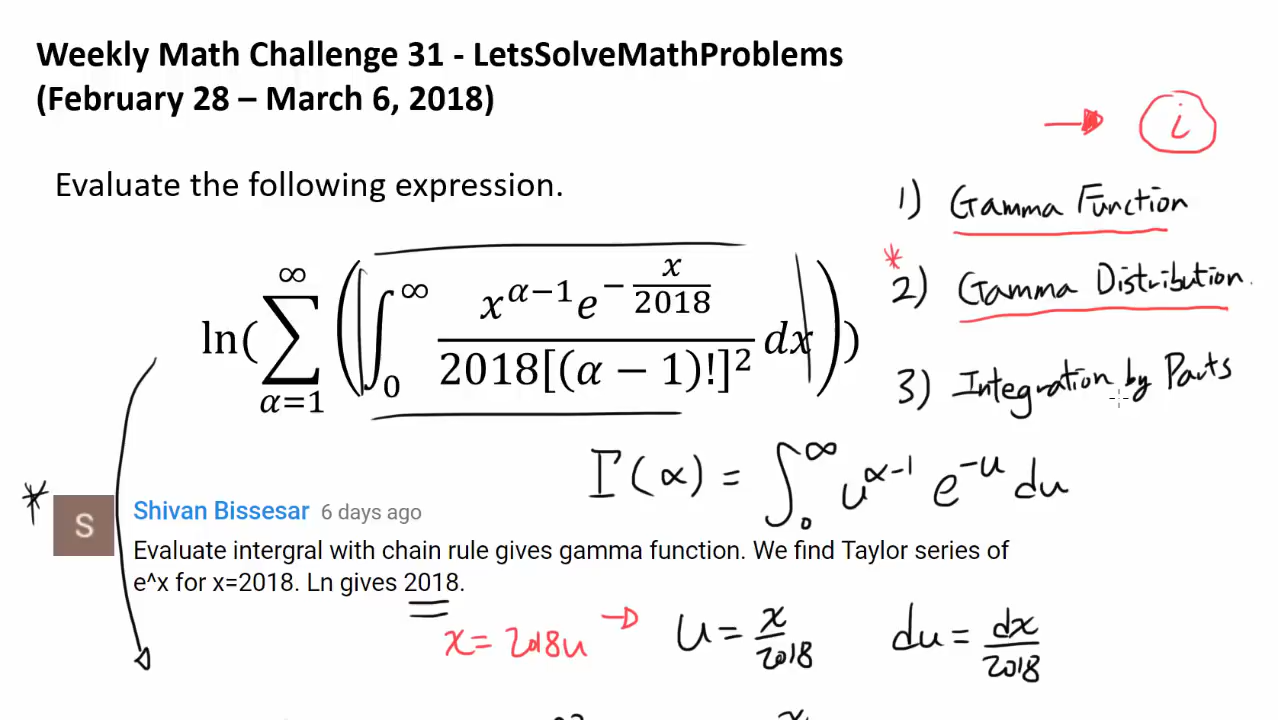 Weekly Math Challenge 31 - LetsSolveMathProblems
(February 28 – March 6, 2018)
→ i
Evaluate the following expression.
1) Gamma Function
* 2) Gamma Distribution.
3) Integration by Parts
ln(∑_{α=1}^{∞} (∫_0^∞ x^{α−1}e^{−x/2018} / 2018[(α − 1)!]² dx))
Γ(α) = ∫_0^∞ u^{α−1} e^{−u} du
*
S
Shivan Bissesar 6 days ago
Evaluate intergral with chain rule gives gamma function. We find Taylor series of
e^x for x=2018. Ln gives 2018.
x = 2018u → u = x/2018 du = dx/2018